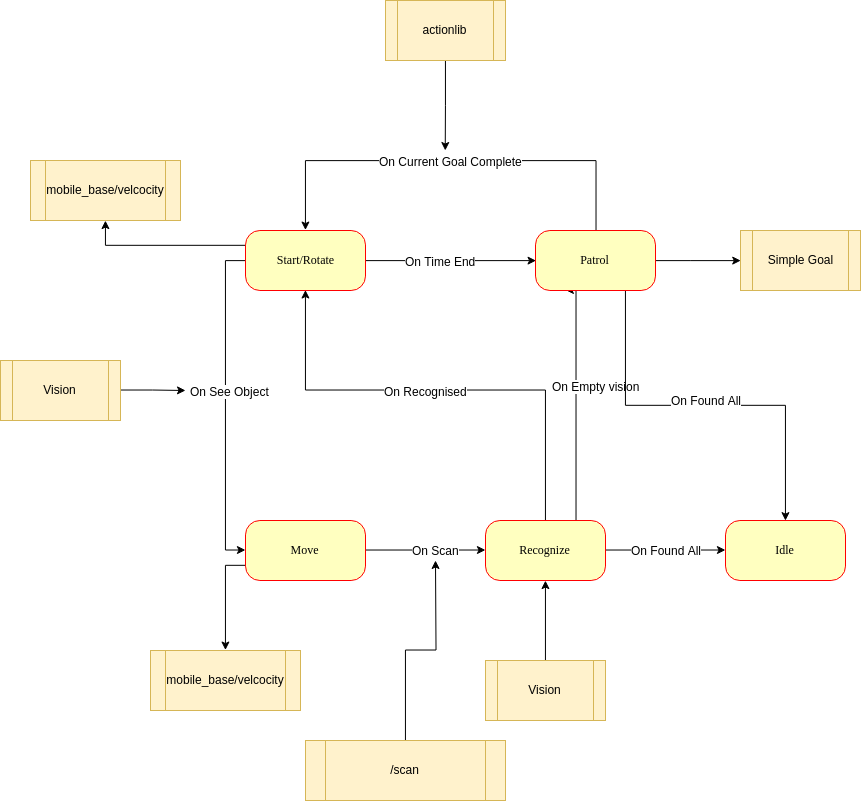 actionlib
On Current Goal Complete
mobile_base/velcocity
Start/Rotate
On Time End
Patrol
Simple Goal
Vision
On See Object
On Recognised
On Empty vision
On Found All
Move
On Scan
Recognize
On Found All
Idle
mobile_base/velcocity
Vision
/scan